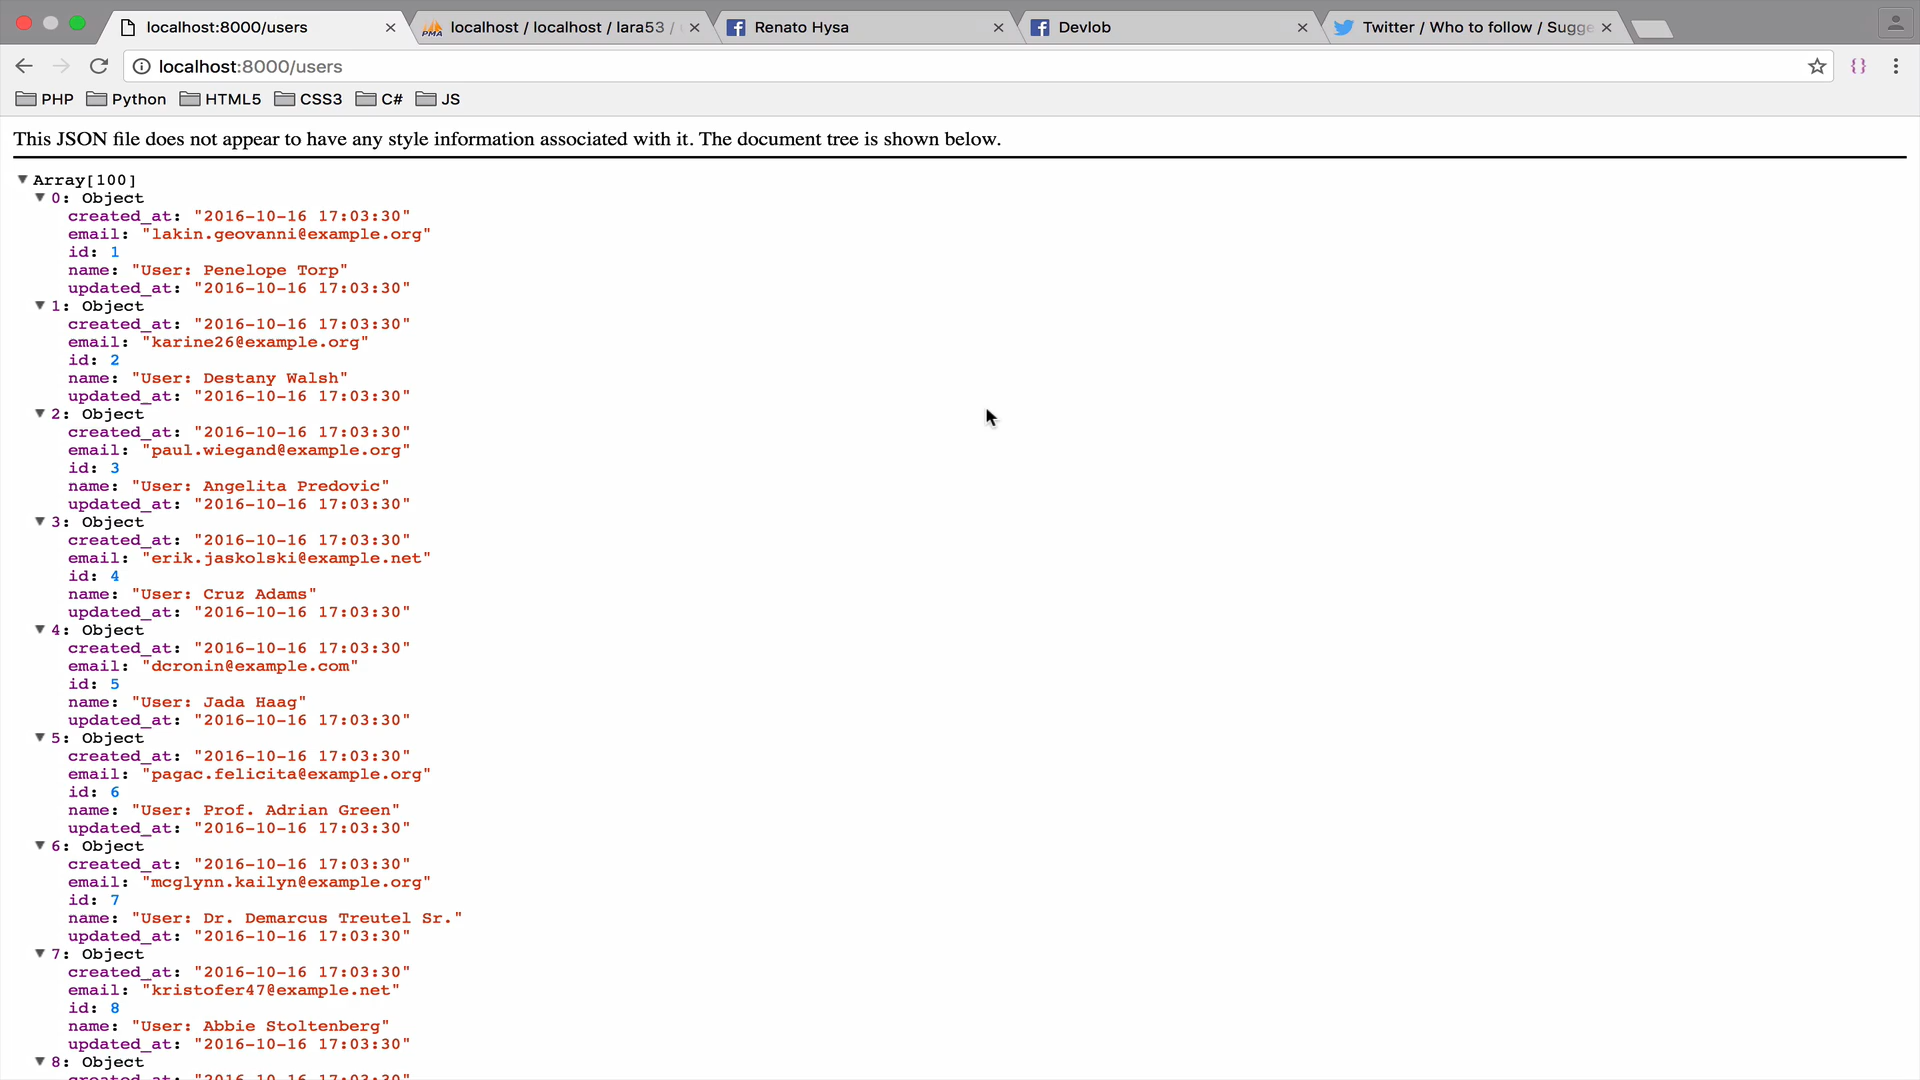 localhost:8000/users
localhost / localhost / lara53 /
Renato Hysa
Devlob
Twitter / Who to follow / Sugge
localhost:8000/users
PHP
Python
HTML5
CSS3
C#
JS
This JSON file does not appear to have any style information associated with it. The document tree is shown below.
Array[100]
0: Object
created_at: "2016-10-16 17:03:30"
email: "lakin.geovanni@example.org"
id: 1
name: "User: Penelope Torp"
updated_at: "2016-10-16 17:03:30"
1: Object
created_at: "2016-10-16 17:03:30"
email: "karine26@example.org"
id: 2
name: "User: Destany Walsh"
updated_at: "2016-10-16 17:03:30"
2: Object
created_at: "2016-10-16 17:03:30"
email: "paul.wiegand@example.org"
id: 3
name: "User: Angelita Predovic"
updated_at: "2016-10-16 17:03:30"
3: Object
created_at: "2016-10-16 17:03:30"
email: "erik.jaskolski@example.net"
id: 4
name: "User: Cruz Adams"
updated_at: "2016-10-16 17:03:30"
4: Object
created_at: "2016-10-16 17:03:30"
email: "dcronin@example.com"
id: 5
name: "User: Jada Haag"
updated_at: "2016-10-16 17:03:30"
5: Object
created_at: "2016-10-16 17:03:30"
email: "pagac.felicita@example.org"
id: 6
name: "User: Prof. Adrian Green"
updated_at: "2016-10-16 17:03:30"
6: Object
created_at: "2016-10-16 17:03:30"
email: "mcglynn.kailyn@example.org"
id: 7
name: "User: Dr. Demarcus Treutel Sr."
updated_at: "2016-10-16 17:03:30"
7: Object
created_at: "2016-10-16 17:03:30"
email: "kristofer47@example.net"
id: 8
name: "User: Abbie Stoltenberg"
updated_at: "2016-10-16 17:03:30"
8: Object
created_at: "2016-10-16 17:03:30"